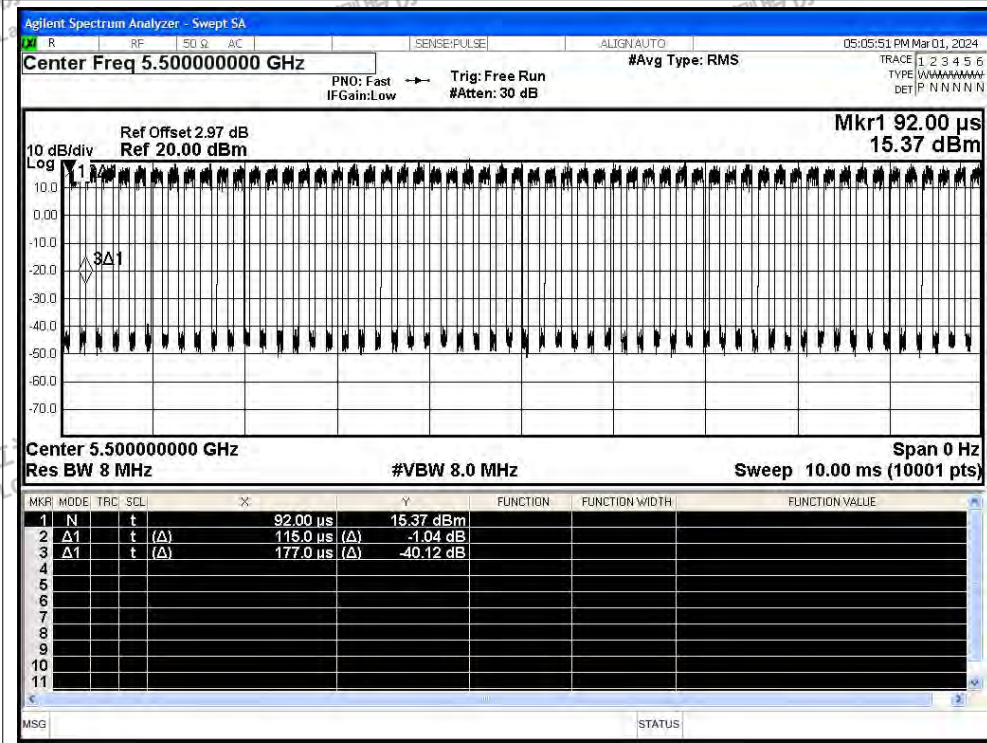 Agilent Spectrum Analyzer - Swept SA
LXI R RF 50 Ω AC SENSE:PULSE ALIGNAUTO 05:05:51 PM Mar 01, 2024
Center Freq 5.500000000 GHz #Avg Type: RMS TRACE 1 2 3 4 5 6
PNO: Fast Trig: Free Run TYPE
IFGain:Low #Atten: 30 dB DET P N N N N N
Mkr1 92.00 µs
15.37 dBm
Ref Offset 2.97 dB
10 dB/div Ref 20.00 dBm
Log
1
10.0
0.00
-10.0
3Δ1
-20.0
-30.0
-40.0
-50.0
-60.0
-70.0
Center 5.500000000 GHz Span 0 Hz
Res BW 8 MHz #VBW 8.0 MHz Sweep 10.00 ms (10001 pts)
MKR MODE TRC SCL X Y FUNCTION FUNCTION WIDTH FUNCTION VALUE
1 N t 92.00 µs 15.37 dBm
2 Δ1 t (Δ) 115.0 µs (Δ) -1.04 dB
3 Δ1 t (Δ) 177.0 µs (Δ) -40.12 dB
4
5
6
7
8
9
10
11
MSG STATUS